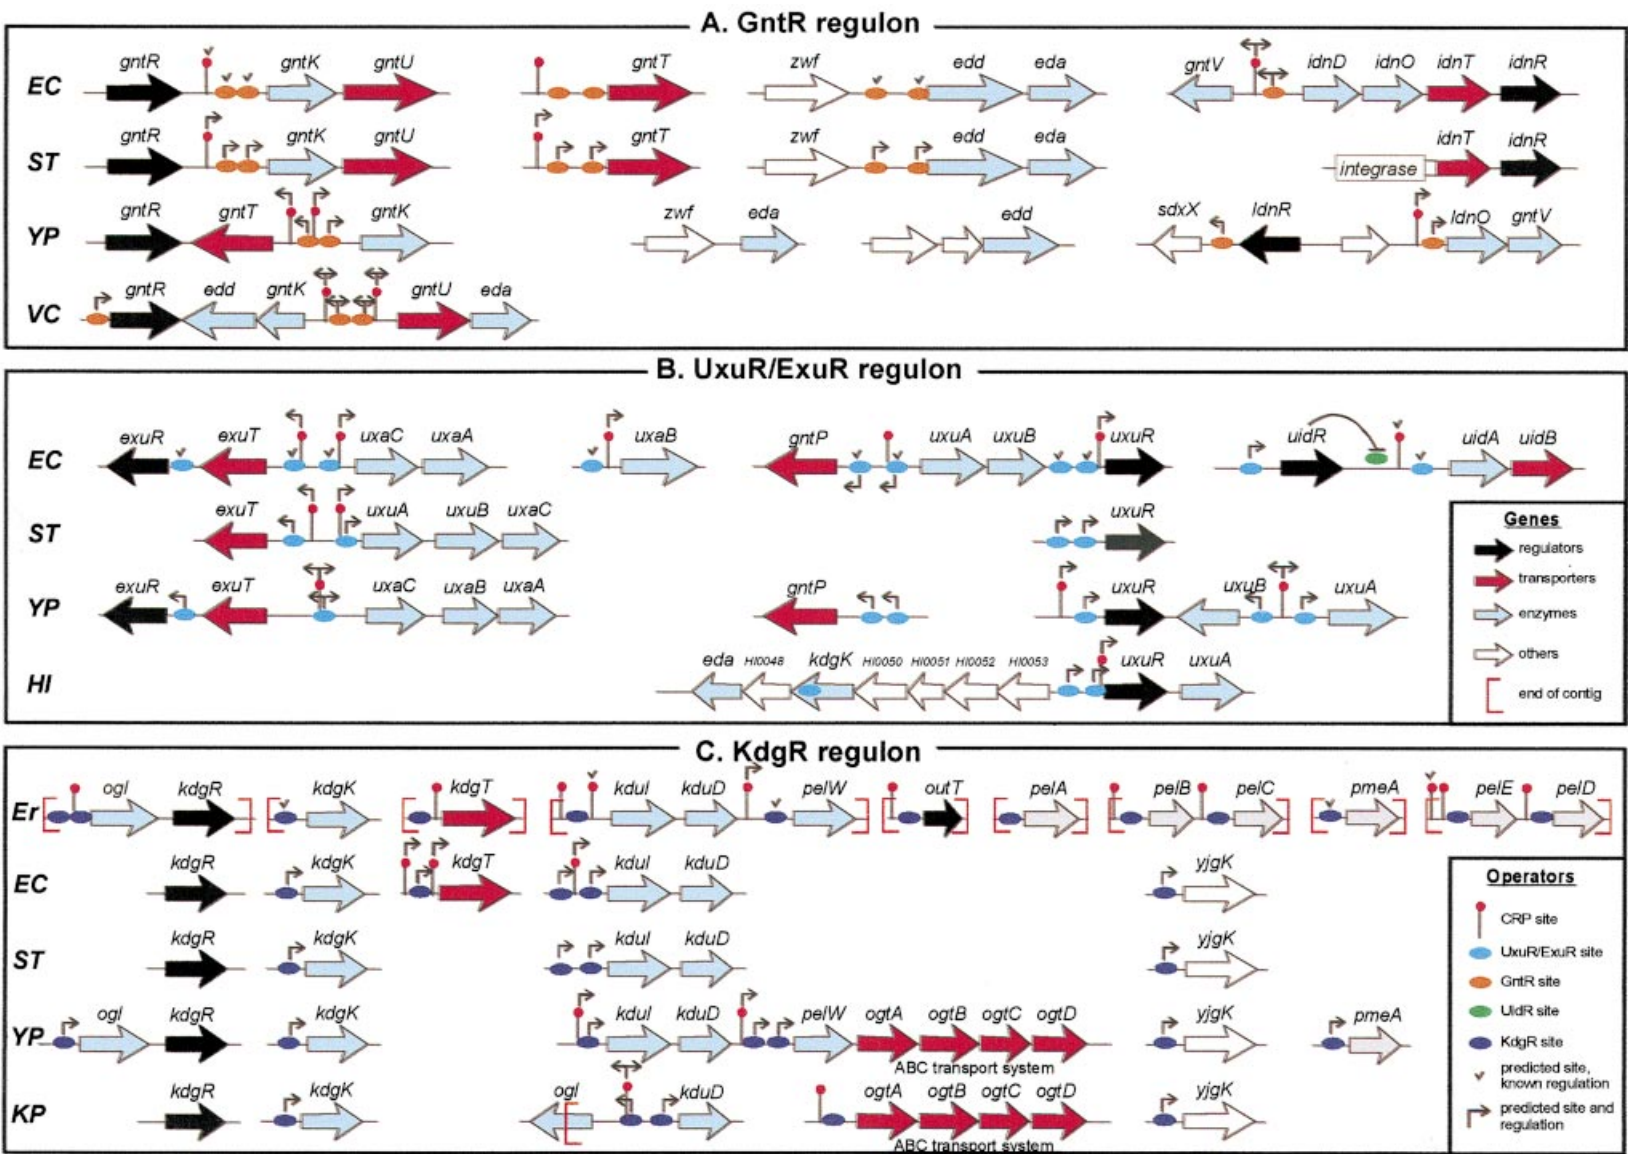 A. GntR regulon
EC gntR gntK gntU gntT zwf edd eda gntV idnD idnO idnT idnR
ST gntR gntK gntU gntT zwf edd eda integrase idnT idnR
YP gntR gntT gntK zwf eda edd sdxX IdnR IdnO gntV
VC gntR edd gntK gntU eda
B. UxuR/ExuR regulon
EC exuR exuT uxaC uxaA uxaB gntP uxuA uxuB uxuR uidR uidA uidB
ST exuT uxuA uxuB uxaC uxuR
YP exuR exuT uxaC uxaB uxaA gntP uxuR uxuB uxuA
HI eda HI0048 kdgK HI0050 HI0051 HI0052 HI0053 uxuR uxuA
Genes
regulators
transporters
enzymes
others
end of contig
C. KdgR regulon
Er ogl kdgR kdgK kdgT kduI kduD pelW outT pelA pelB pelC pmeA pelE pelD
EC kdgR kdgK kdgT kduI kduD yjgK
ST kdgR kdgK kduI kduD yjgK
YP ogl kdgR kdgK kduI kduD pelW ogtA ogtB ogtC ogtD yjgK pmeA
ABC transport system
KP kdgR kdgK ogl kduD ogtA ogtB ogtC ogtD yjgK
ABC transport system
Operators
CRP site
UxuR/ExuR site
GntR site
UidR site
KdgR site
predicted site,
known regulation
predicted site and
regulation